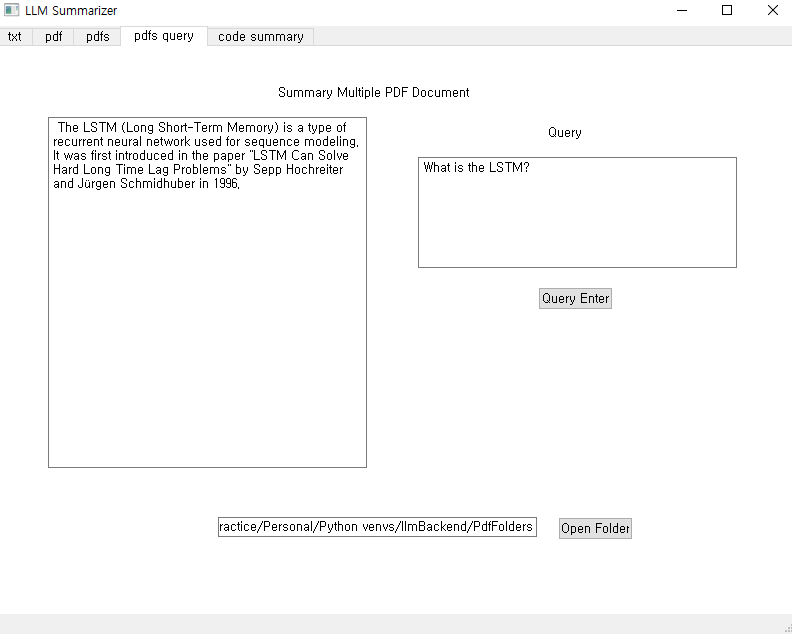 LLM Summarizer
txt pdf pdfs pdfs query code summary
Summary Multiple PDF Document
The LSTM (Long Short-Term Memory) is a type of
recurrent neural network used for sequence modeling.
It was first introduced in the paper "LSTM Can Solve
Hard Long Time Lag Problems" by Sepp Hochreiter
and Jürgen Schmidhuber in 1996.
Query
What is the LSTM?
Query Enter
ractice/Personal/Python venvs/llmBackend/PdfFolders
Open Folder